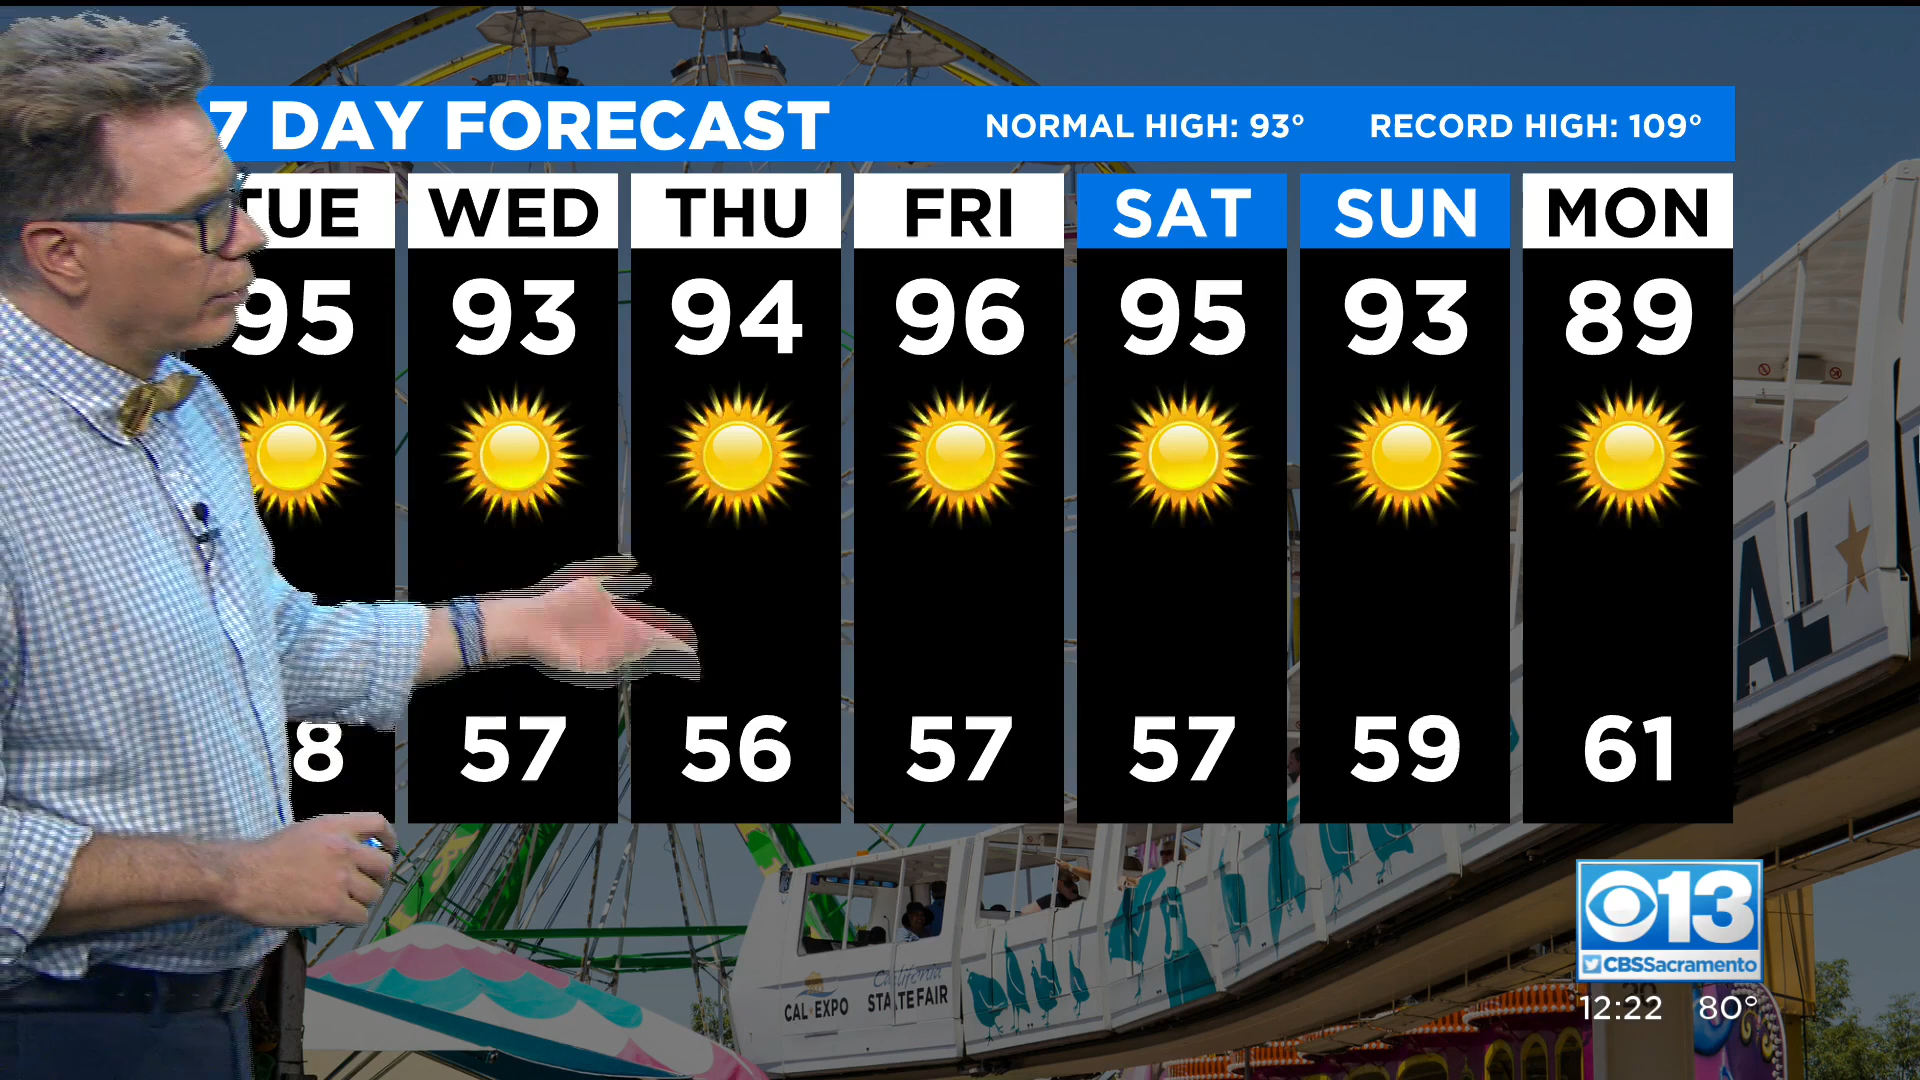 7 DAY FORECAST NORMAL HIGH: 93° RECORD HIGH: 109°
TUE WED THU FRI SAT SUN MON
95 93 94 96 95 93 89
8 57 56 57 57 59 61
AL
California
CAL EXPO STATE FAIR
13
CBSSacramento
12:22 80°